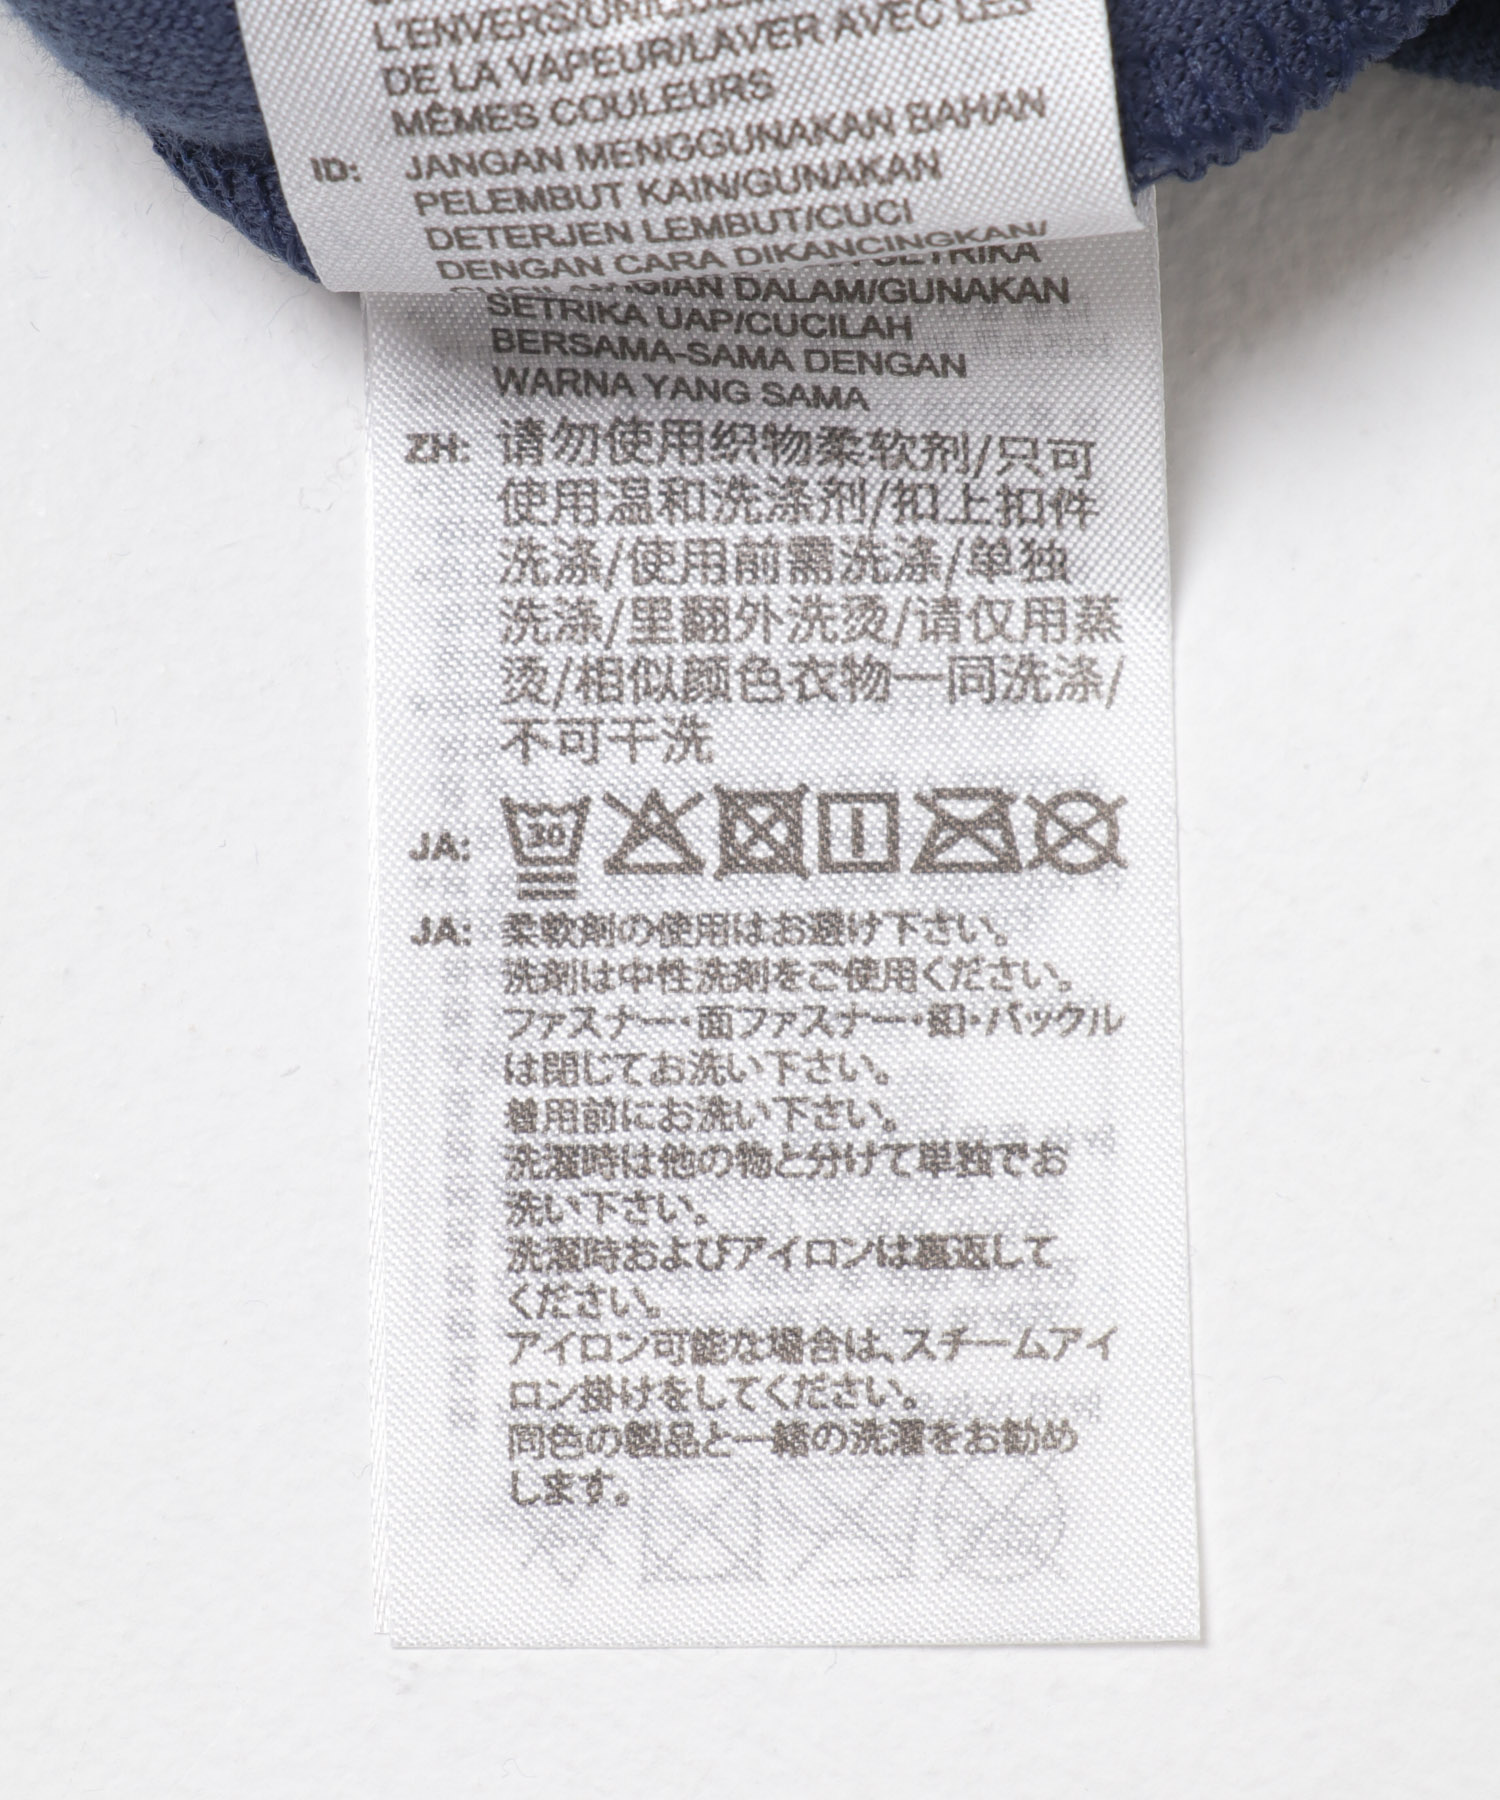 L'ENVERS/
DE LA VAPEUR/LAVER AVEC LES
MÊMES COULEURS
ID: JANGAN MENGGUNAKAN BAHAN
PELEMBUT KAIN/GUNAKAN
DETERJEN LEMBUT/CUCI
DENGAN CARA DIKANCINGKAN/
SETRIKA
DALAM/GUNAKAN
SETRIKA UAP/CUCILAH
BERSAMA-SAMA DENGAN
WARNA YANG SAMA
ZH: 请勿使用织物柔软剂/只可
使用温和洗涤剂/扣上扣件
洗涤/使用前需洗涤/单独
洗涤/里翻外洗烫/请仅用蒸
烫/相似颜色衣物一同洗涤/
不可干洗
JA: 30
JA: 柔軟剤の使用はお避け下さい。
洗剤は中性洗剤をご使用ください。
ファスナー・面ファスナー・釦・バックル
は閉じてお洗い下さい。
着用前にお洗い下さい。
洗濯時は他の物と分けて単独でお
洗い下さい。
洗濯時およびアイロンは裏返して
ください。
アイロン可能な場合は、スチームアイ
ロン掛けをしてください。
同色の製品と一緒の洗濯をお勧め
します。